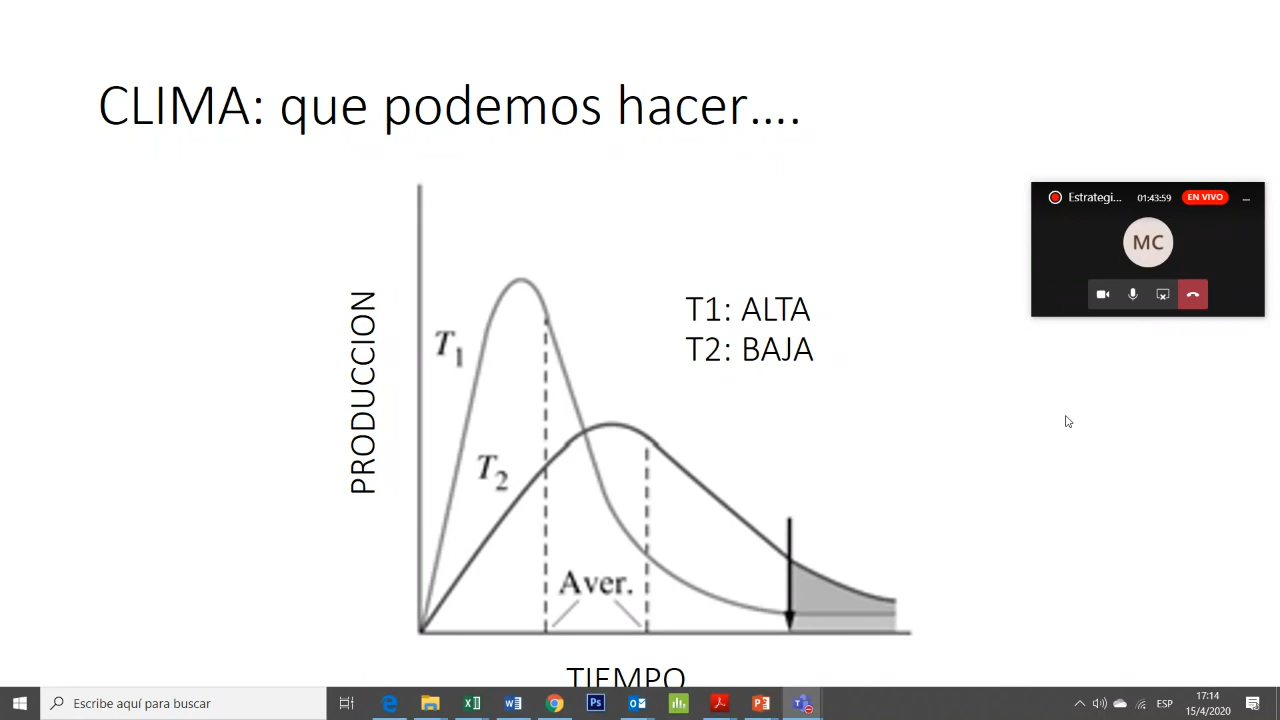 CLIMA: que podemos hacer....
Estrategi...
01:43:59
EN VIVO
MC
PRODUCCION
T1: ALTA
T2: BAJA
T1
T2
Aver.
TIEMPO
Escribe aquí para buscar
ESP
17:14
15/4/2020